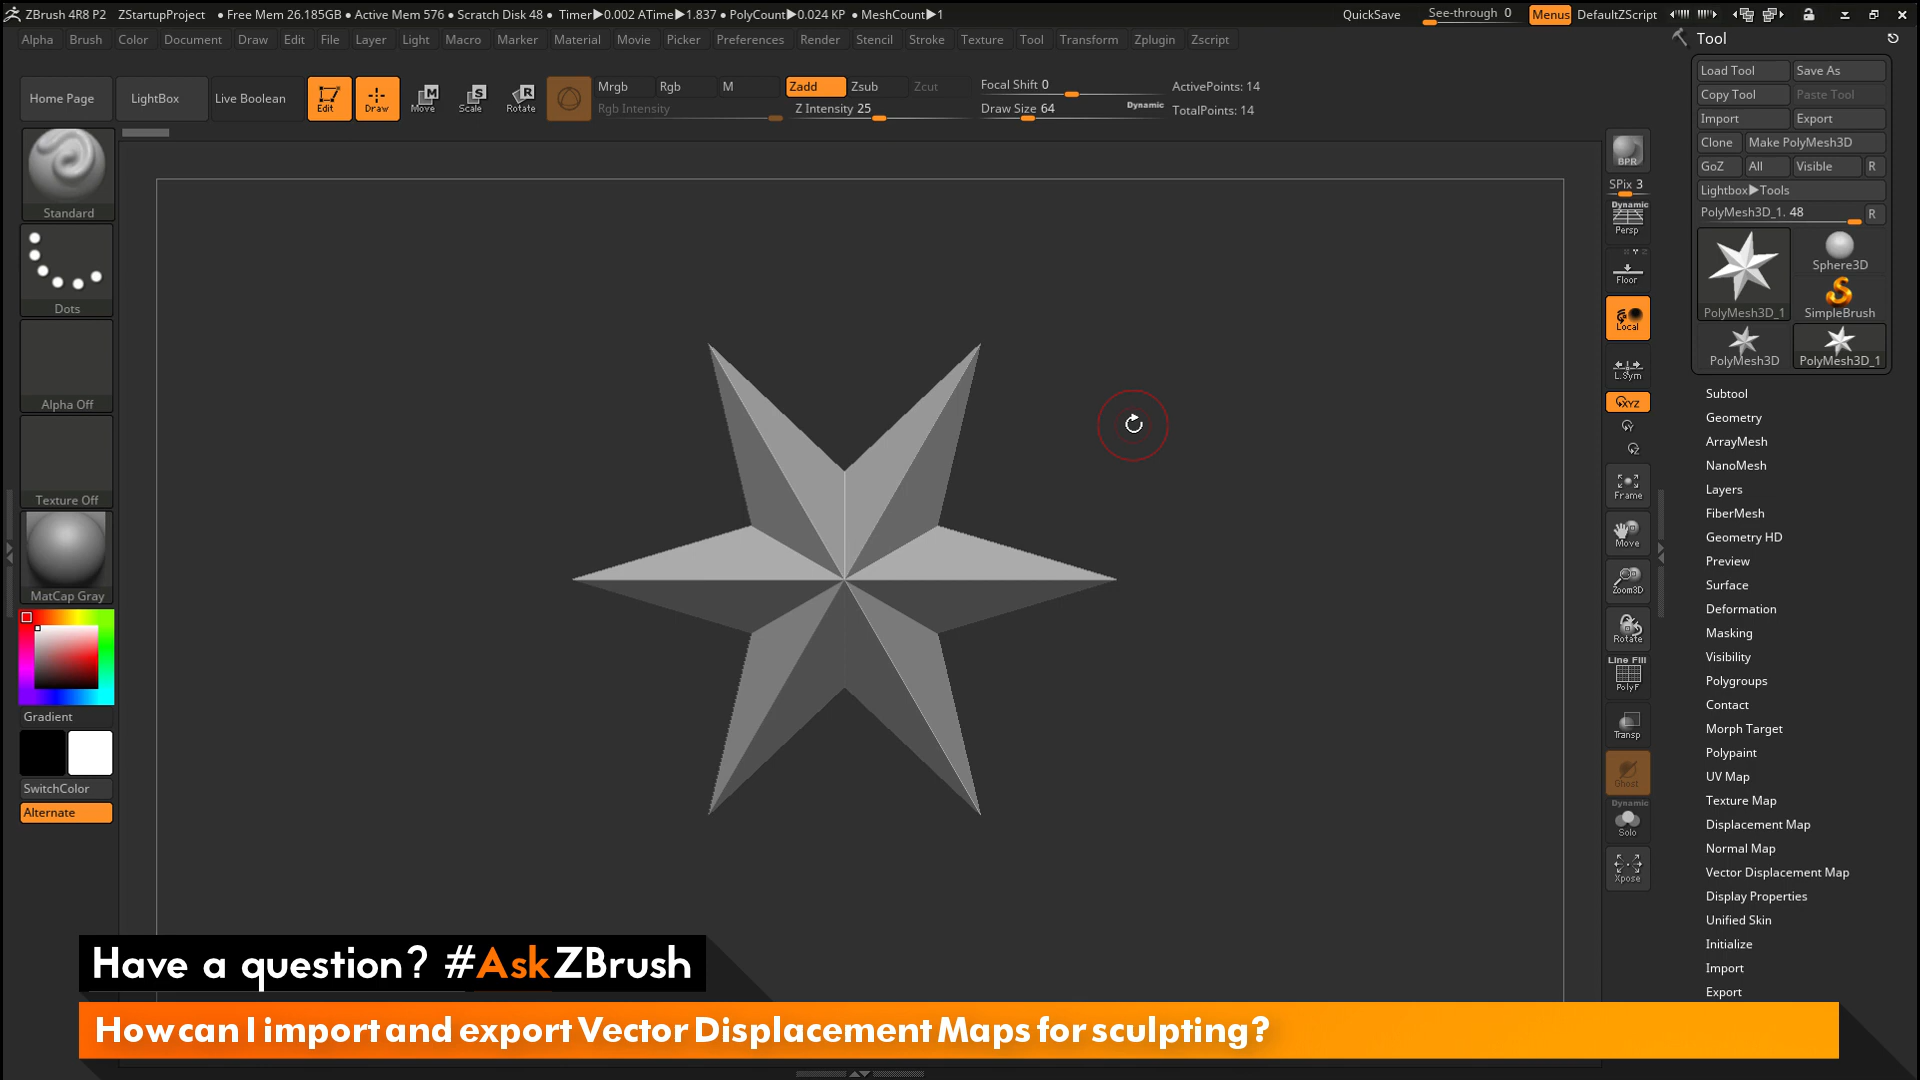 ZBrush 4R8 P2 ZStartupProject ● Free Mem 26.185GB ● Active Mem 576 ● Scratch Disk 48 ● Timer▶0.002 ATime▶1.837 ● PolyCount▶0.024 KP ● MeshCount▶1 QuickSave See-through 0 Menus DefaultZScript
Alpha Brush Color Document Draw Edit File Layer Light Macro Marker Material Movie Picker Preferences Render Stencil Stroke Texture Tool Transform Zplugin Zscript
Home Page LightBox Live Boolean Edit Draw Move Scale Rotate
M S R
Mrgb Rgb M Zadd Zsub Zcut Focal Shift 0 ActivePoints: 14
Rgb Intensity Z Intensity 25 Draw Size 64 Dynamic TotalPoints: 14
Standard
Dots
Alpha Off
Texture Off
MatCap Gray
Gradient
SwitchColor
Alternate
BPR
SPix 3
Dynamic
Persp
Floor
Local
L.Sym
XYZ
Y
Z
Frame
Move
Zoom3D
Rotate
Line Fill
PolyF
Transp
Ghost
Dynamic
Solo
Xpose
Tool
Load Tool Save As
Copy Tool Paste Tool
Import Export
Clone Make PolyMesh3D
GoZ All Visible R
Lightbox▶Tools
PolyMesh3D_1. 48 R
Sphere3D
PolyMesh3D_1 SimpleBrush
PolyMesh3D PolyMesh3D_1
Subtool
Geometry
ArrayMesh
NanoMesh
Layers
FiberMesh
Geometry HD
Preview
Surface
Deformation
Masking
Visibility
Polygroups
Contact
Morph Target
Polypaint
UV Map
Texture Map
Displacement Map
Normal Map
Vector Displacement Map
Display Properties
Unified Skin
Initialize
Import
Export
Have a question? #AskZBrush
How can I import and export Vector Displacement Maps for sculpting?